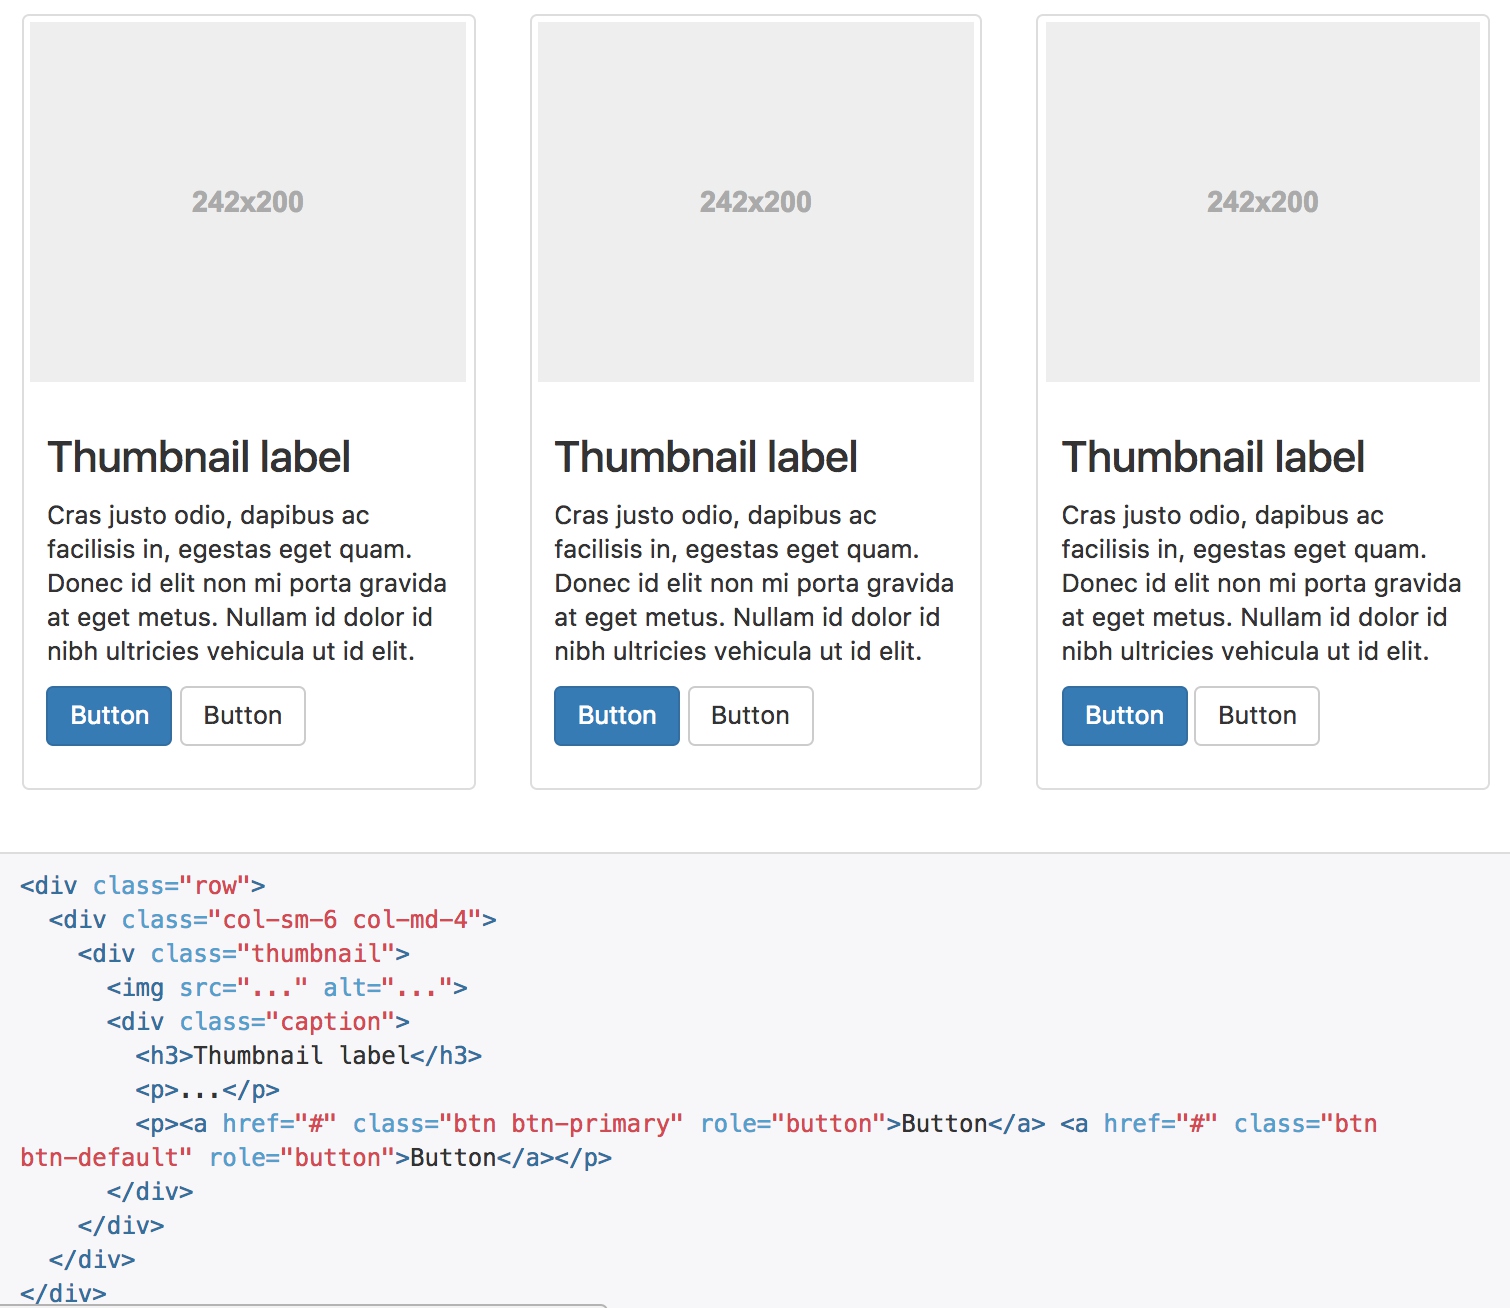 242x200
Thumbnail label
Cras justo odio, dapibus ac
facilisis in, egestas eget quam.
Donec id elit non mi porta gravida
at eget metus. Nullam id dolor id
nibh ultricies vehicula ut id elit.
Button Button
242x200
Thumbnail label
Cras justo odio, dapibus ac
facilisis in, egestas eget quam.
Donec id elit non mi porta gravida
at eget metus. Nullam id dolor id
nibh ultricies vehicula ut id elit.
Button Button
242x200
Thumbnail label
Cras justo odio, dapibus ac
facilisis in, egestas eget quam.
Donec id elit non mi porta gravida
at eget metus. Nullam id dolor id
nibh ultricies vehicula ut id elit.
Button Button
<div class="row">
  <div class="col-sm-6 col-md-4">
    <div class="thumbnail">
      <img src="..." alt="...">
      <div class="caption">
        <h3>Thumbnail label</h3>
        <p>...</p>
        <p><a href="#" class="btn btn-primary" role="button">Button</a> <a href="#" class="btn
btn-default" role="button">Button</a></p>
      </div>
    </div>
  </div>
</div>